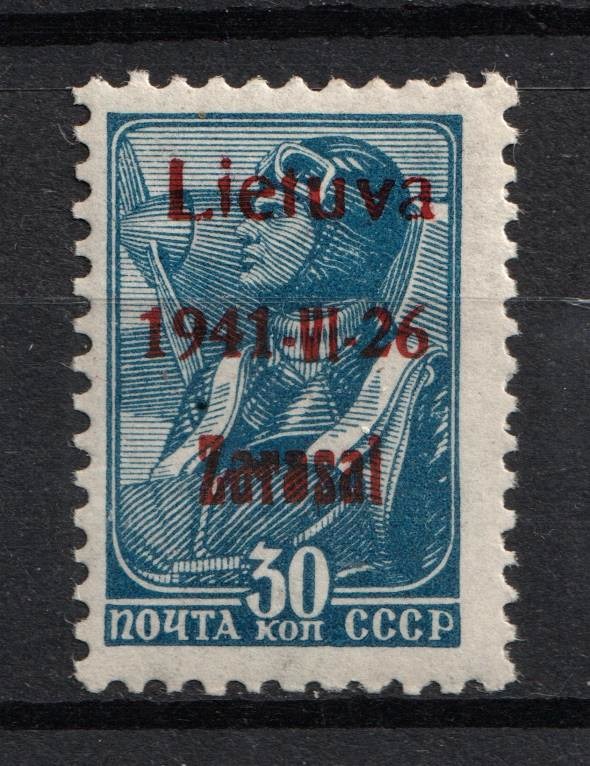 Lietuva
1941-VI-26
Zarasai
30
ПОЧТА КОП СССР